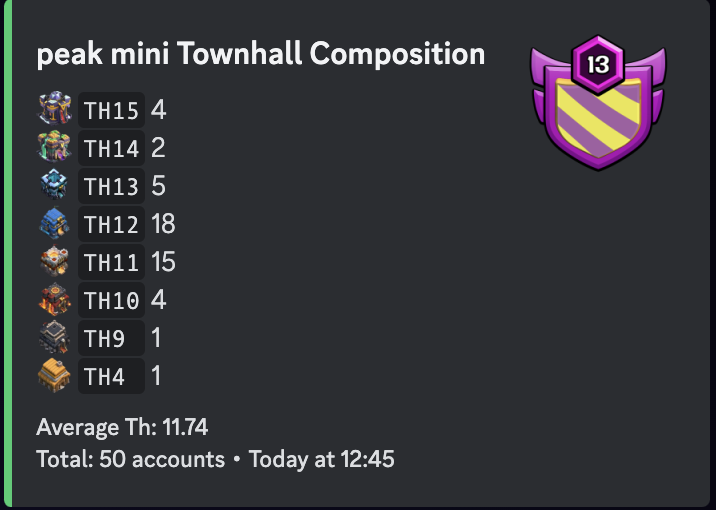 peak mini Townhall Composition
13
TH15 4
TH14 2
TH13 5
TH12 18
TH11 15
TH10 4
TH9 1
TH4 1
Average Th: 11.74
Total: 50 accounts • Today at 12:45